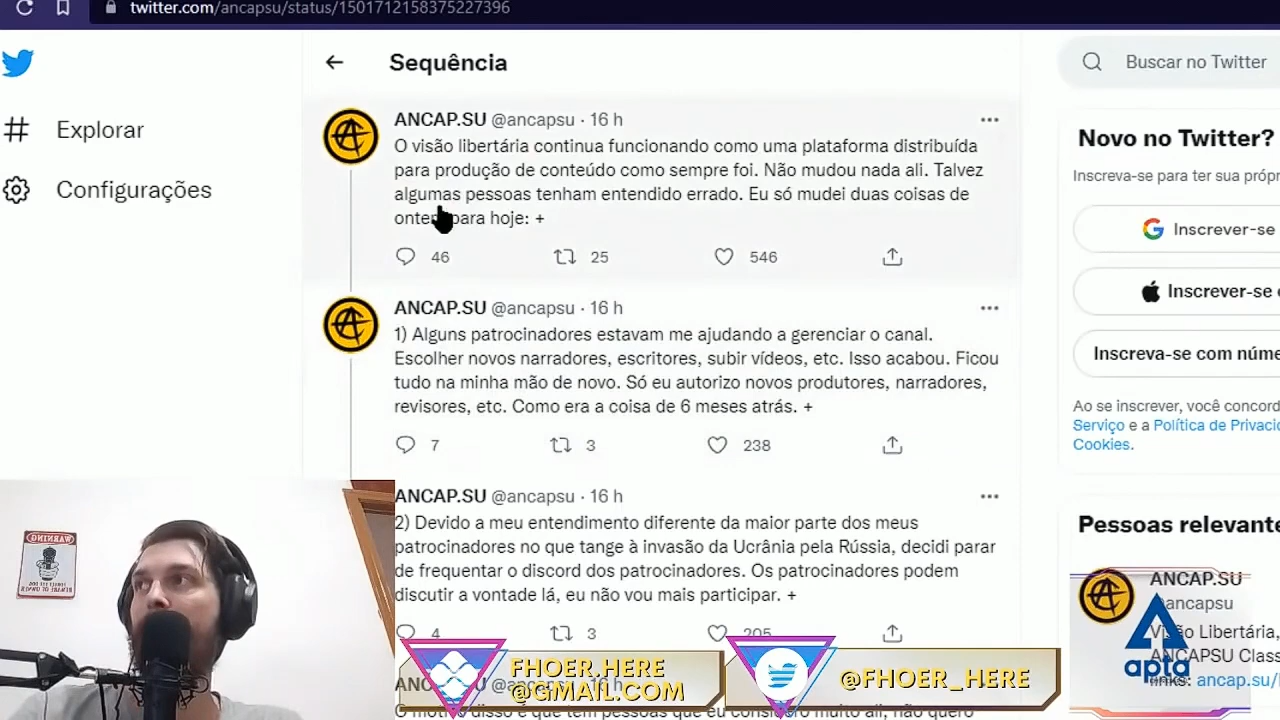 twitter.com/ancapsu/status/1501712158375227396
Explorar
Configurações
Sequência
ANCAP.SU @ancapsu · 16 h
O visão libertária continua funcionando como uma plataforma distribuída
para produção de conteúdo como sempre foi. Não mudou nada ali. Talvez
algumas pessoas tenham entendido errado. Eu só mudei duas coisas de
para hoje: +
46 25 546
ANCAP.SU @ancapsu · 16 h
1) Alguns patrocinadores estavam me ajudando a gerenciar o canal.
Escolher novos narradores, escritores, subir vídeos, etc. Isso acabou. Ficou
tudo na minha mão de novo. Só eu autorizo novos produtores, narradores,
revisores, etc. Como era a coisa de 6 meses atrás. +
7 3 238
ANCAP.SU @ancapsu · 16 h
2) Devido a meu entendimento diferente da maior parte dos meus
patrocinadores no que tange à invasão da Ucrânia pela Rússia, decidi parar
de frequentar o discord dos patrocinadores. Os patrocinadores podem
discutir a vontade lá, eu não vou mais participar. +
4 3 205
Buscar no Twitter
Novo no Twitter?
Inscreva-se para ter sua própr
Inscreva-se
Inscreva-se c
Inscreva-se com núme
Ao se inscrever, você concord
Serviço e a Política de Privaci
Cookies.
Pessoas relevante
ANCAP.SU
ancapsu
Libertária,
ANCAPSU Class
links: ancap.su/
apta
WARNING
FHOER.HERE
@GMAIL.COM
@FHOER_HERE